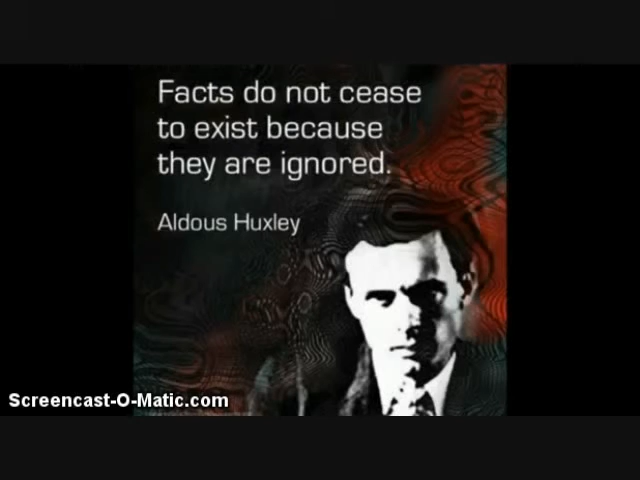 Facts do not cease
to exist because
they are ignored.
Aldous Huxley
Screencast-O-Matic.com